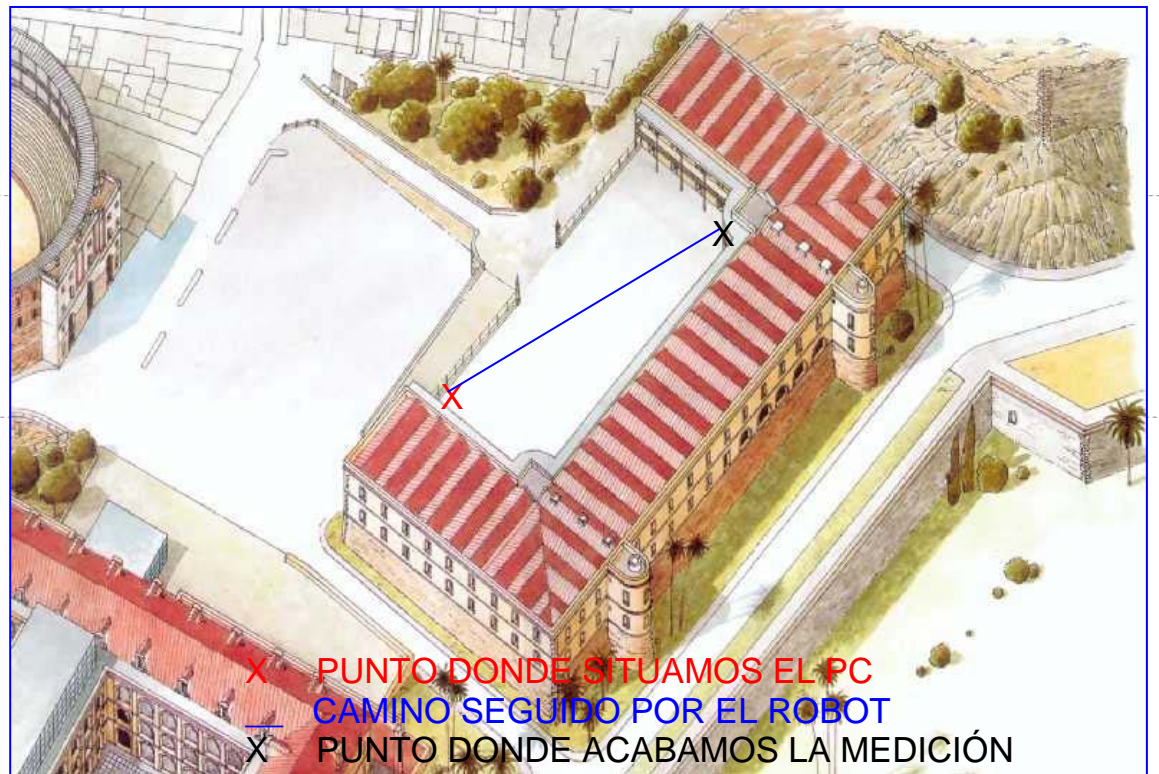 X
X
X PUNTO DONDE SITUAMOS EL PC
__ CAMINO SEGUIDO POR EL ROBOT
X PUNTO DONDE ACABAMOS LA MEDICIÓN